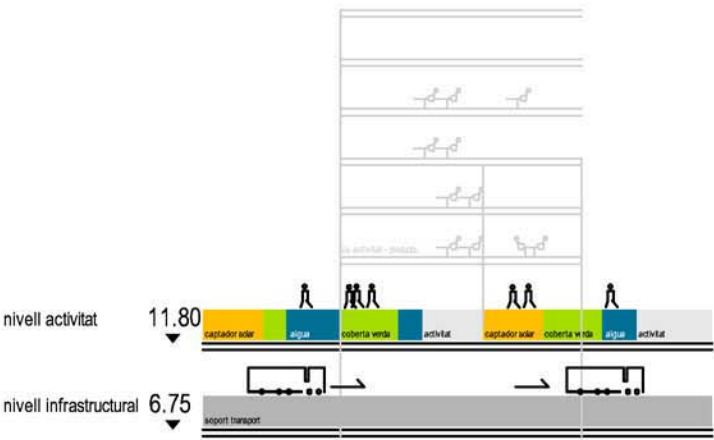 nivell activitat 11.80
captador solar aigua coberta verda activitat captador solar coberta verda aigua activitat
nivell infrastructural 6.75
soport transport